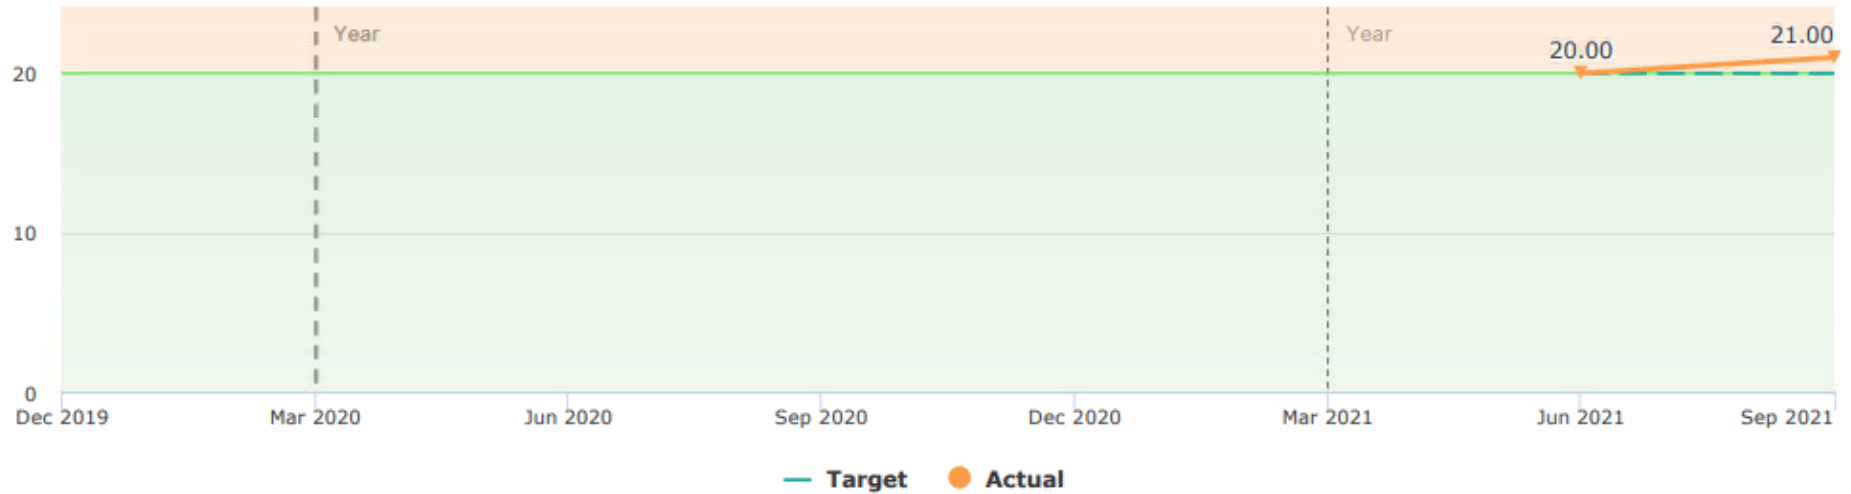 Year
Year
20.00
21.00
20
10
0
Dec 2019
Mar 2020
Jun 2020
Sep 2020
Dec 2020
Mar 2021
Jun 2021
Sep 2021
Target
Actual